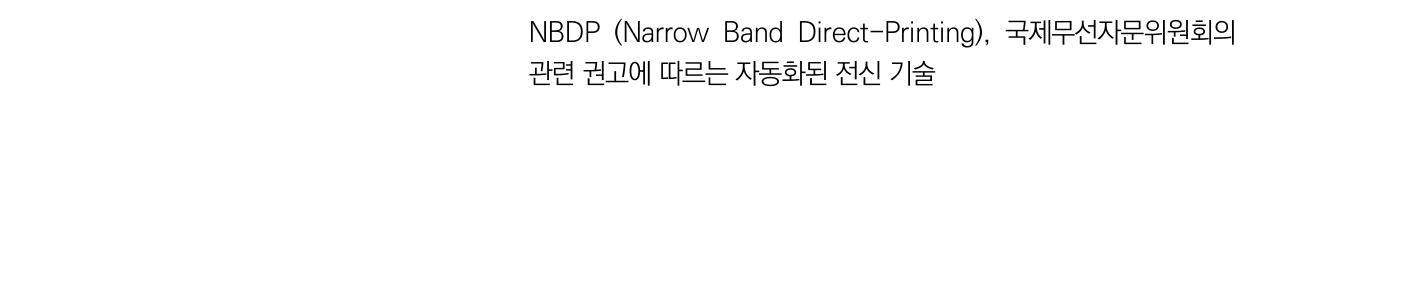 NBDP (Narrow Band Direct-Printing), 국제무선자문위원회의
관련 권고에 따르는 자동화된 전신 기술